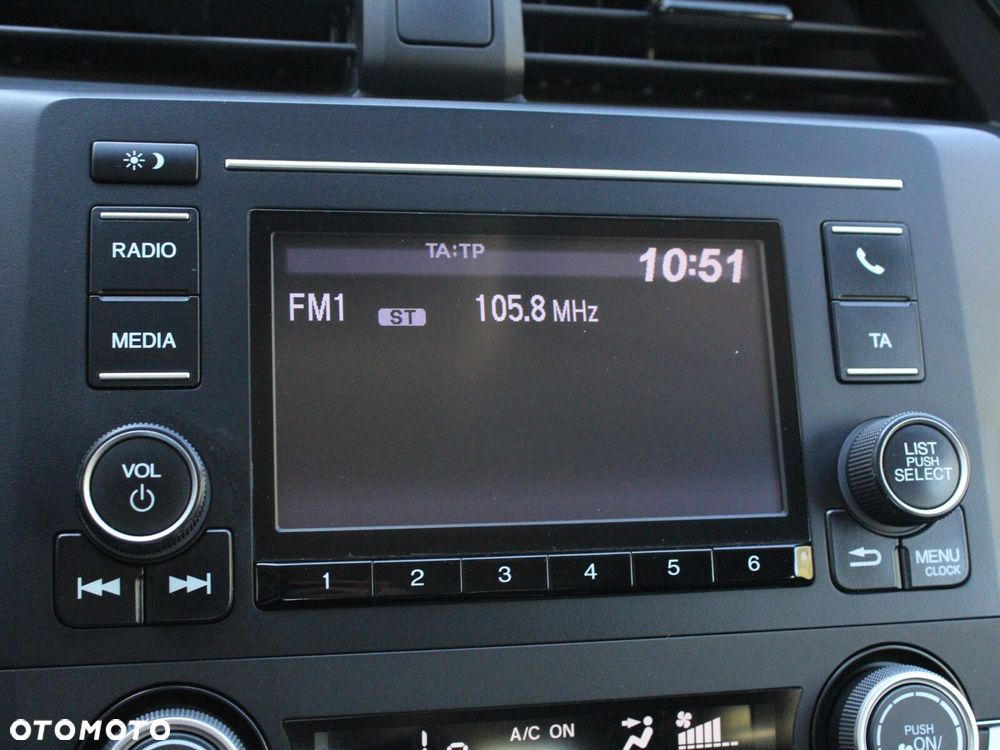 TA:TP 10:51
FM1 ST 105.8 MHz
RADIO
MEDIA
VOL
TA
LIST
PUSH
SELECT
MENU
CLOCK
1 2 3 4 5 6
A/C ON
PUSH
ON/
OTOMOTO